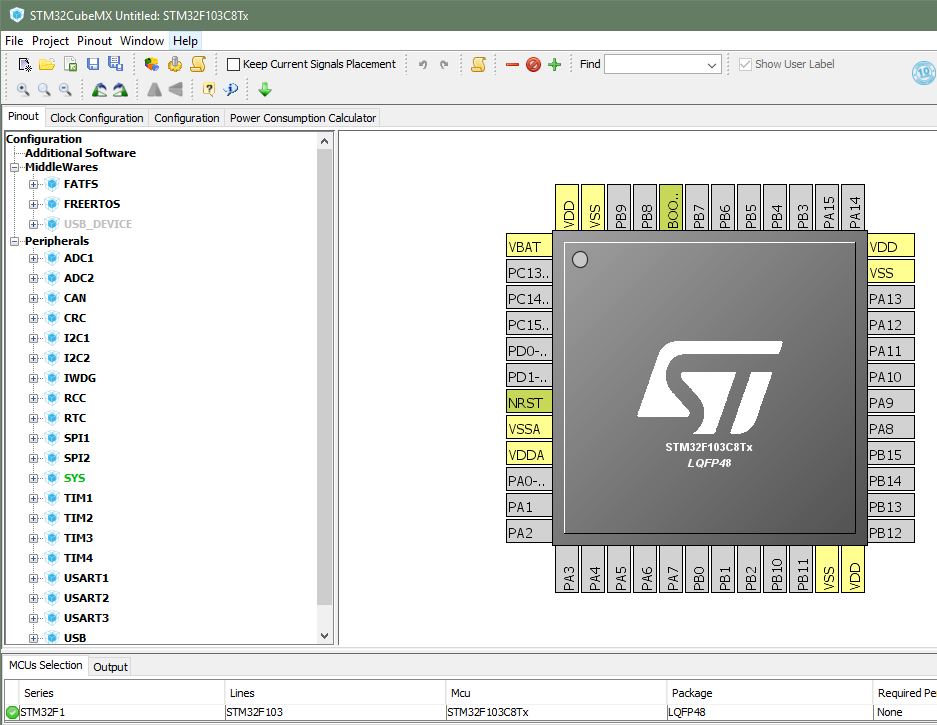 STM32CubeMX Untitled: STM32F103C8Tx
File Project Pinout Window Help
Keep Current Signals Placement Find Show User Label
10
Pinout Clock Configuration Configuration Power Consumption Calculator
Configuration
Additional Software
MiddleWares
FATFS
FREERTOS
USB_DEVICE
Peripherals
ADC1
ADC2
CAN
CRC
I2C1
I2C2
IWDG
RCC
RTC
SPI1
SPI2
SYS
TIM1
TIM2
TIM3
TIM4
USART1
USART2
USART3
USB
VDD VSS PB9 PB8 BOO.. PB7 PB6 PB5 PB4 PB3 PA15 PA14
VBAT
PC13..
PC14..
PC15..
PD0-..
PD1-..
NRST
VSSA
VDDA
PA0-..
PA1
PA2
ST
STM32F103C8Tx
LQFP48
VDD
VSS
PA13
PA12
PA11
PA10
PA9
PA8
PB15
PB14
PB13
PB12
PA3 PA4 PA5 PA6 PA7 PB0 PB1 PB2 PB10 PB11 VSS VDD
MCUs Selection Output
Series Lines Mcu Package Required Pe
STM32F1 STM32F103 STM32F103C8Tx LQFP48 None